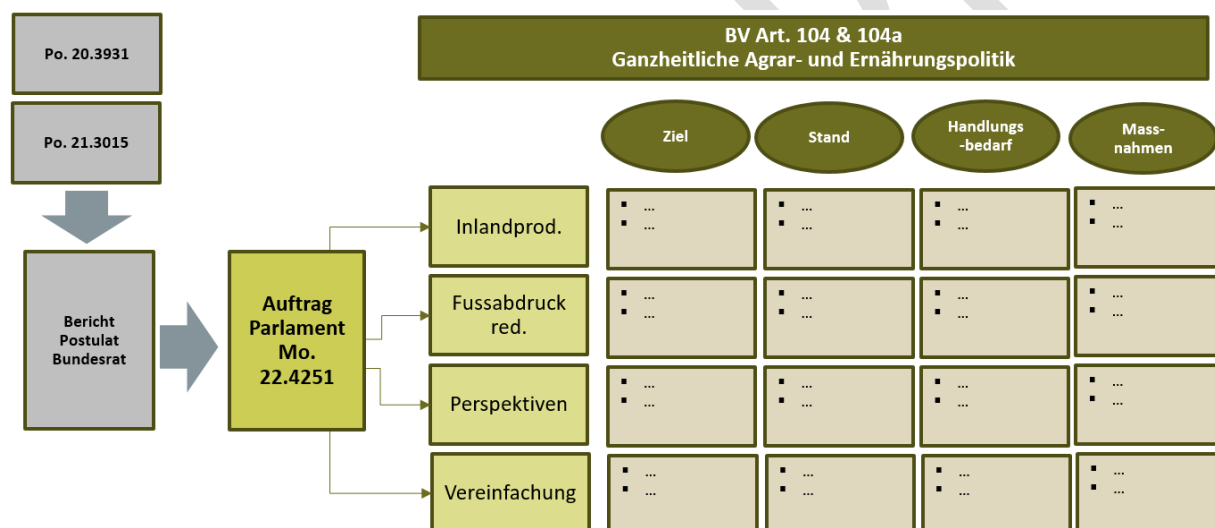 Po. 20.3931
Po. 21.3015
Bericht
Postulat
Bundesrat
Auftrag
Parlament
Mo.
22.4251
BV Art. 104 & 104a
Ganzheitliche Agrar- und Ernährungspolitik
Ziel
Stand
Handlungs
-bedarf
Mass-
nahmen
Inlandprod.
▪ ...
▪ ...
▪ ...
▪ ...
▪ ...
▪ ...
▪ ...
▪ ...
Fussabdruck
red.
▪ ...
▪ ...
▪ ...
▪ ...
▪ ...
▪ ...
▪ ...
▪ ...
Perspektiven
▪ ...
▪ ...
▪ ...
▪ ...
▪ ...
▪ ...
▪ ...
▪ ...
Vereinfachung
▪ ...
▪ ...
▪ ...
▪ ...
▪ ...
▪ ...
▪ ...
▪ ...